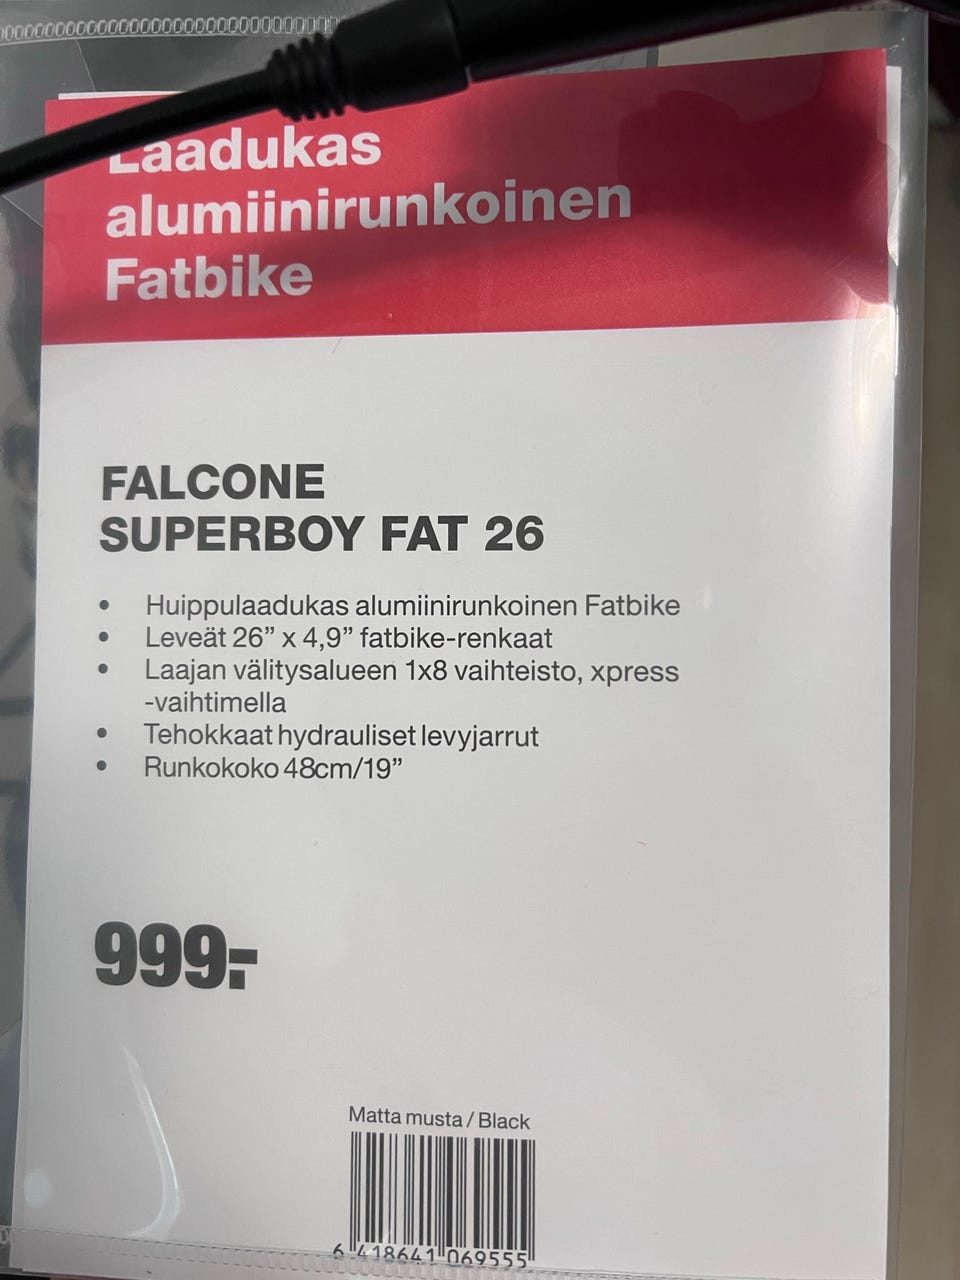 Laadukas
alumiinirunkoinen
Fatbike
FALCONE
SUPERBOY FAT 26
• Huippulaadukas alumiinirunkoinen Fatbike
• Leveät 26” x 4,9” fatbike-renkaat
• Laajan välitysalueen 1x8 vaihteisto, xpress
-vaihtimella
• Tehokkaat hydrauliset levyjarrut
• Runkokoko 48cm/19”
999:-
Matta musta / Black
6 418641 069555